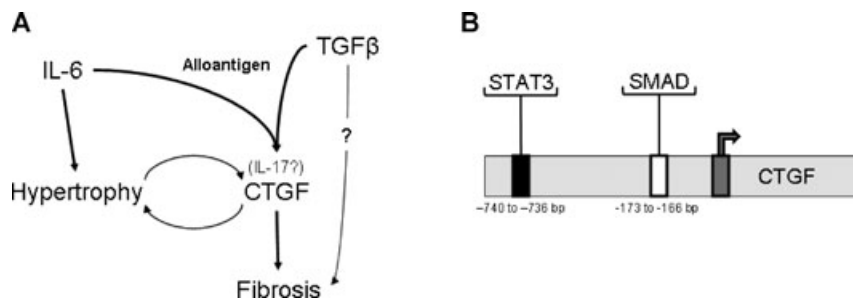 A
IL-6
Alloantigen
TGFβ
?
(IL-17?)
Hypertrophy
CTGF
Fibrosis
B
STAT3
SMAD
CTGF
–740 to –736 bp
-173 to -166 bp